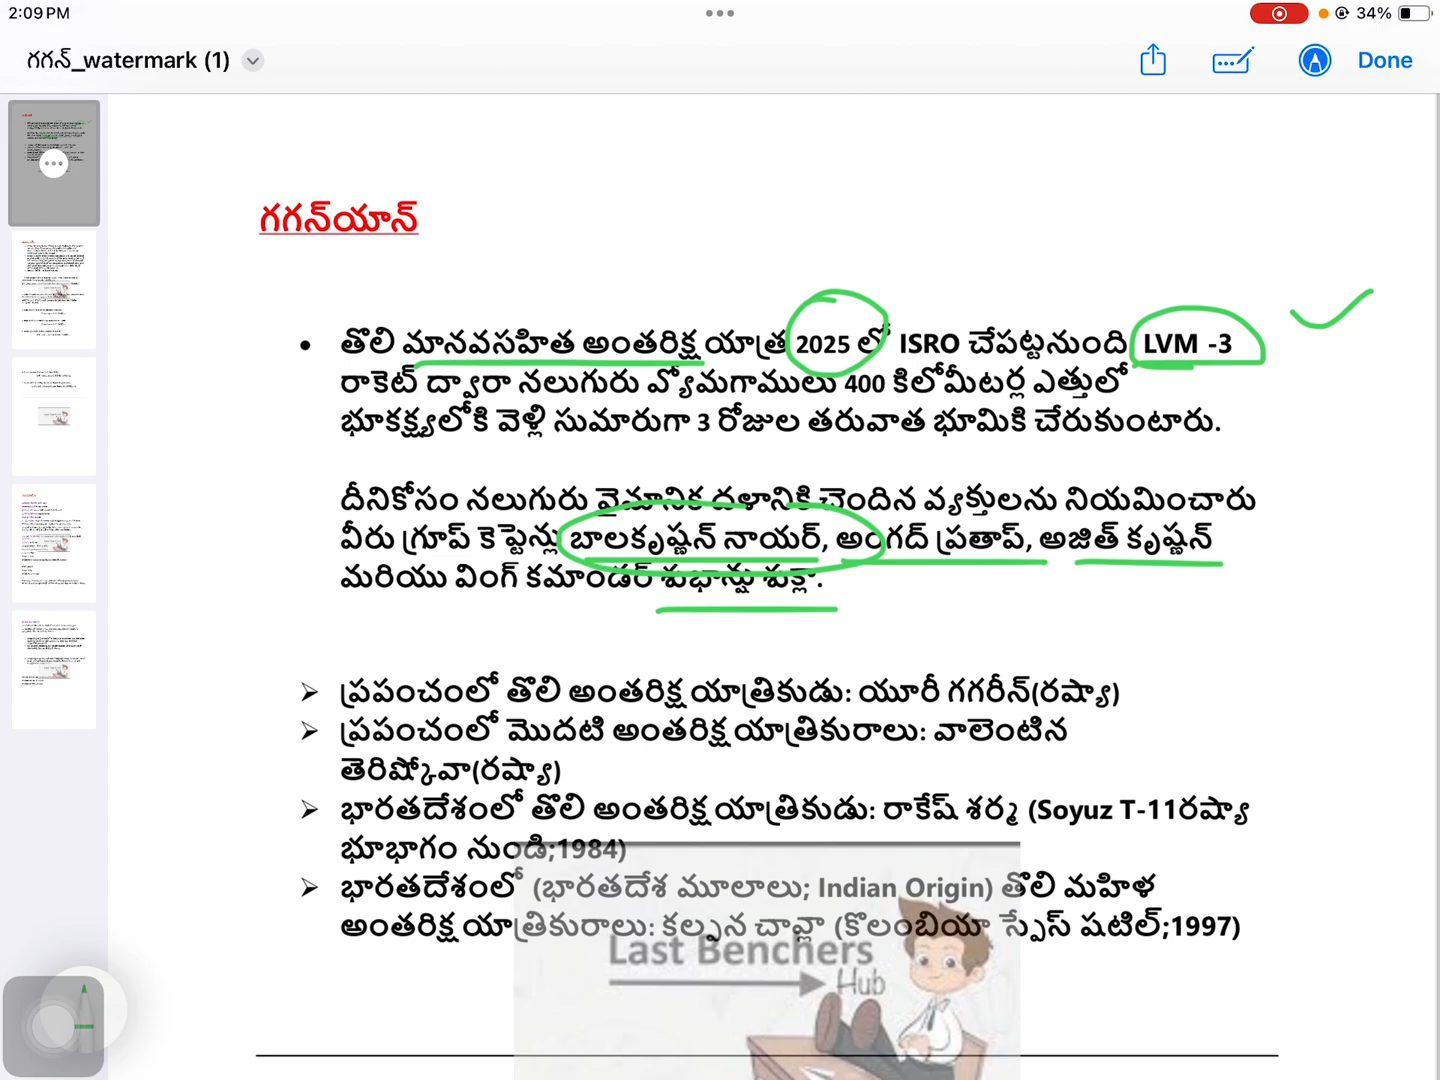 2:09 PM
34%
గగన్_watermark (1)
Done
గగన్‌యాన్
• తొలి మానవసహిత అంతరిక్ష యాత్ర 2025 లో ISRO చేపట్టనుంది LVM -3
రాకెట్ ద్వారా నలుగురు వ్యోమగాములు 400 కిలోమీటర్ల ఎత్తులో
భూకక్ష్యలోకి వెళ్లి సుమారుగా 3 రోజుల తరువాత భూమికి చేరుకుంటారు.
దీనికోసం నలుగురు వైమానిక దళానికి చెందిన వ్యక్తులను నియమించారు
వీరు గ్రూప్ కెప్టెన్లు బాలకృష్ణన్ నాయర్, అంగద్ ప్రతాప్, అజిత్ కృష్ణన్
మరియు వింగ్ కమాండర్ శుభాన్షు శుక్లా.
➢ ప్రపంచంలో తొలి అంతరిక్ష యాత్రికుడు: యూరీ గగరీన్(రష్యా)
➢ ప్రపంచంలో మొదటి అంతరిక్ష యాత్రికురాలు: వాలెంటిన
తెరిష్కోవా(రష్యా)
➢ భారతదేశంలో తొలి అంతరిక్ష యాత్రికుడు: రాకేష్ శర్మ (Soyuz T-11రష్యా
భూభాగం నుండి;1984)
➢ భారతదేశంలో (భారతదేశ మూలాలు; Indian Origin) తొలి మహిళ
అంతరిక్ష యాత్రికురాలు: కల్పన చావ్లా (కొలంబియా స్పేస్ షటిల్;1997)
Last Benchers
Hub